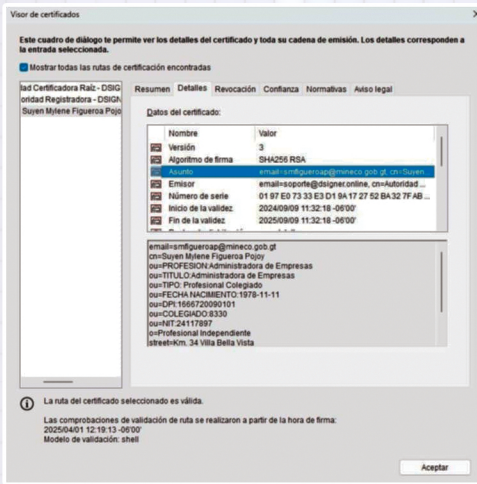 Visor de certificados
Este cuadro de diálogo te permite ver los detalles del certificado y toda su cadena de emisión. Los detalles corresponden a
la entrada seleccionada.
Mostrar todas las rutas de certificación encontradas
lad Certificadora Raíz - DSIG
oridad Registradora - DSIGN
Suyen Mylene Figueroa Pojo
Resumen Detalles Revocación Confianza Normativas Aviso legal
Datos del certificado:
Nombre Valor
Versión 3
Algoritmo de firma SHA256 RSA
Asunto email=smfigueroap@mineco.gob.gt, cn=Suyen...
Emisor email=soporte@dsigner.online, cn=Autoridad ...
Número de serie 01 97 E0 73 33 E3 D1 9A 17 27 52 BA 32 7F AB ...
Inicio de la validez 2024/09/09 11:32:18 -06'00'
Fin de la validez 2025/09/09 11:32:18 -06'00'
email=smfigueroap@mineco.gob.gt
cn=Suyen Mylene Figueroa Pojoy
ou=PROFESION:Administradora de Empresas
ou=TITULO:Administradora de Empresas
ou=TIPO: Profesional Colegiado
ou=FECHA NACIMIENTO:1978-11-11
ou=DPI:1666720090101
ou=COLEGIADO:8330
ou=NIT:24117897
o=Profesional Independiente
street=Km. 34 Villa Bella Vista
La ruta del certificado seleccionado es válida.
Las comprobaciones de validación de ruta se realizaron a partir de la hora de firma:
2025/04/01 12:19:13 -06'00'
Modelo de validación: shell
Aceptar